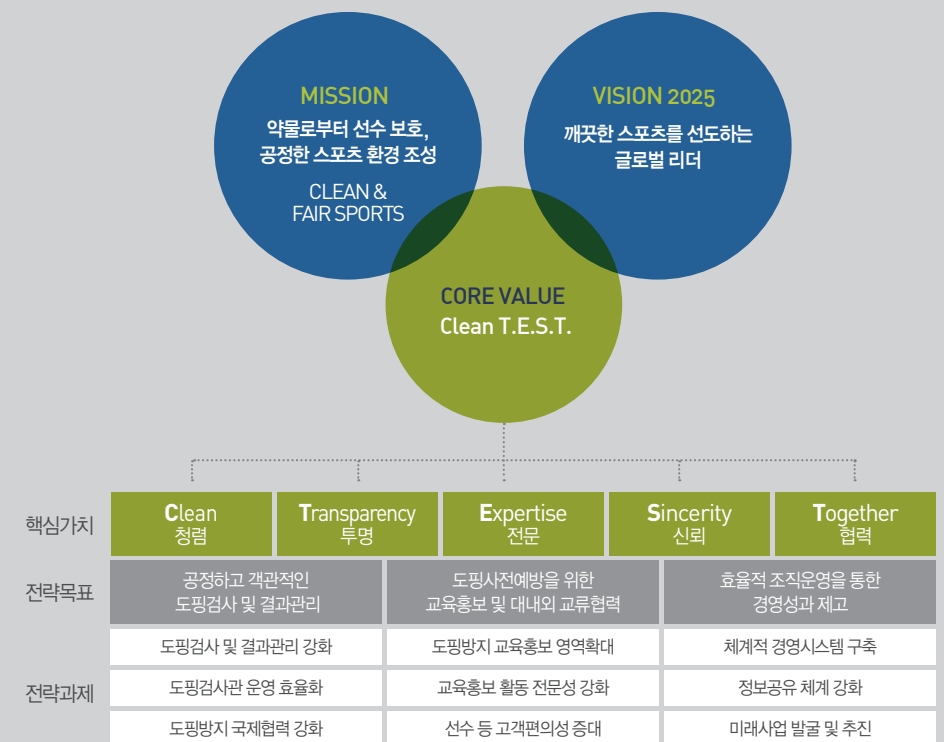 MISSION
약물로부터 선수 보호,
공정한 스포츠 환경 조성
CLEAN &
FAIR SPORTS
VISION 2025
깨끗한 스포츠를 선도하는
글로벌 리더
CORE VALUE
Clean T.E.S.T.
핵심가치
Clean
청렴
Transparency
투명
Expertise
전문
Sincerity
신뢰
Together
협력
전략목표
공정하고 객관적인
도핑검사 및 결과관리
도핑사전예방을 위한
교육홍보 및 대내외 교류협력
효율적 조직운영을 통한
경영성과 제고
전략과제
도핑검사 및 결과관리 강화
도핑방지 교육홍보 영역확대
체계적 경영시스템 구축
도핑검사관 운영 효율화
교육홍보 활동 전문성 강화
정보공유 체계 강화
도핑방지 국제협력 강화
선수 등 고객편의성 증대
미래사업 발굴 및 추진